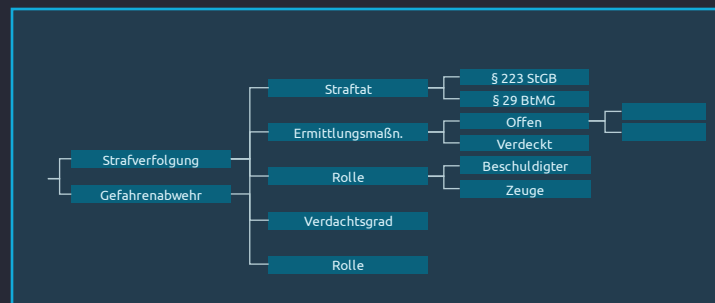 Strafverfolgung
Gefahrenabwehr
Straftat
Ermittlungsmaßn.
Rolle
Verdachtsgrad
Rolle
§ 223 StGB
§ 29 BtMG
Offen
Verdeckt
Beschuldigter
Zeuge